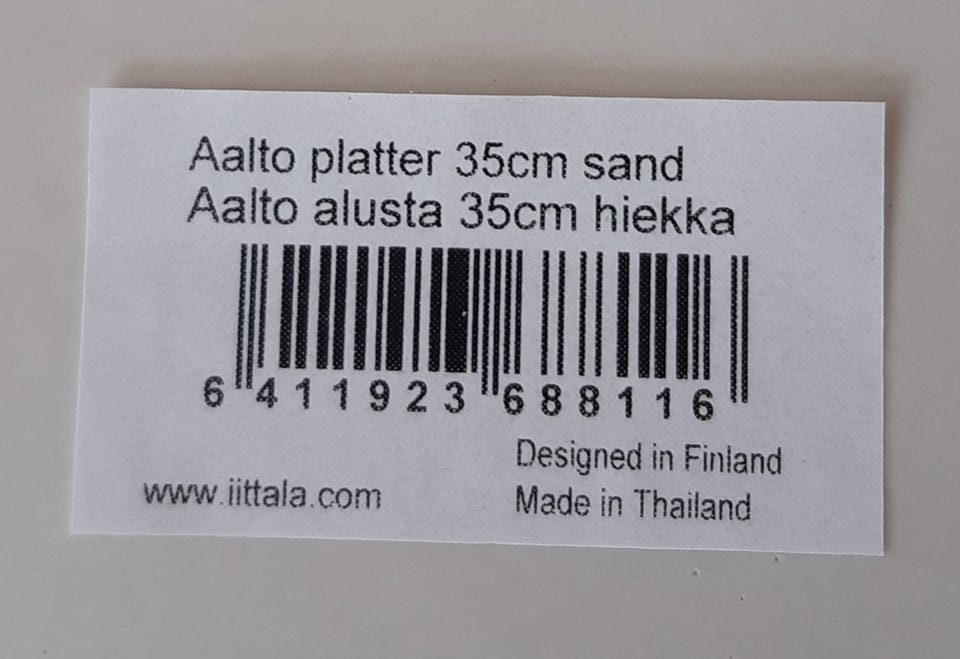 Aalto platter 35cm sand
Aalto alusta 35cm hiekka
6 411923 688116
Designed in Finland
www.iittala.com
Made in Thailand